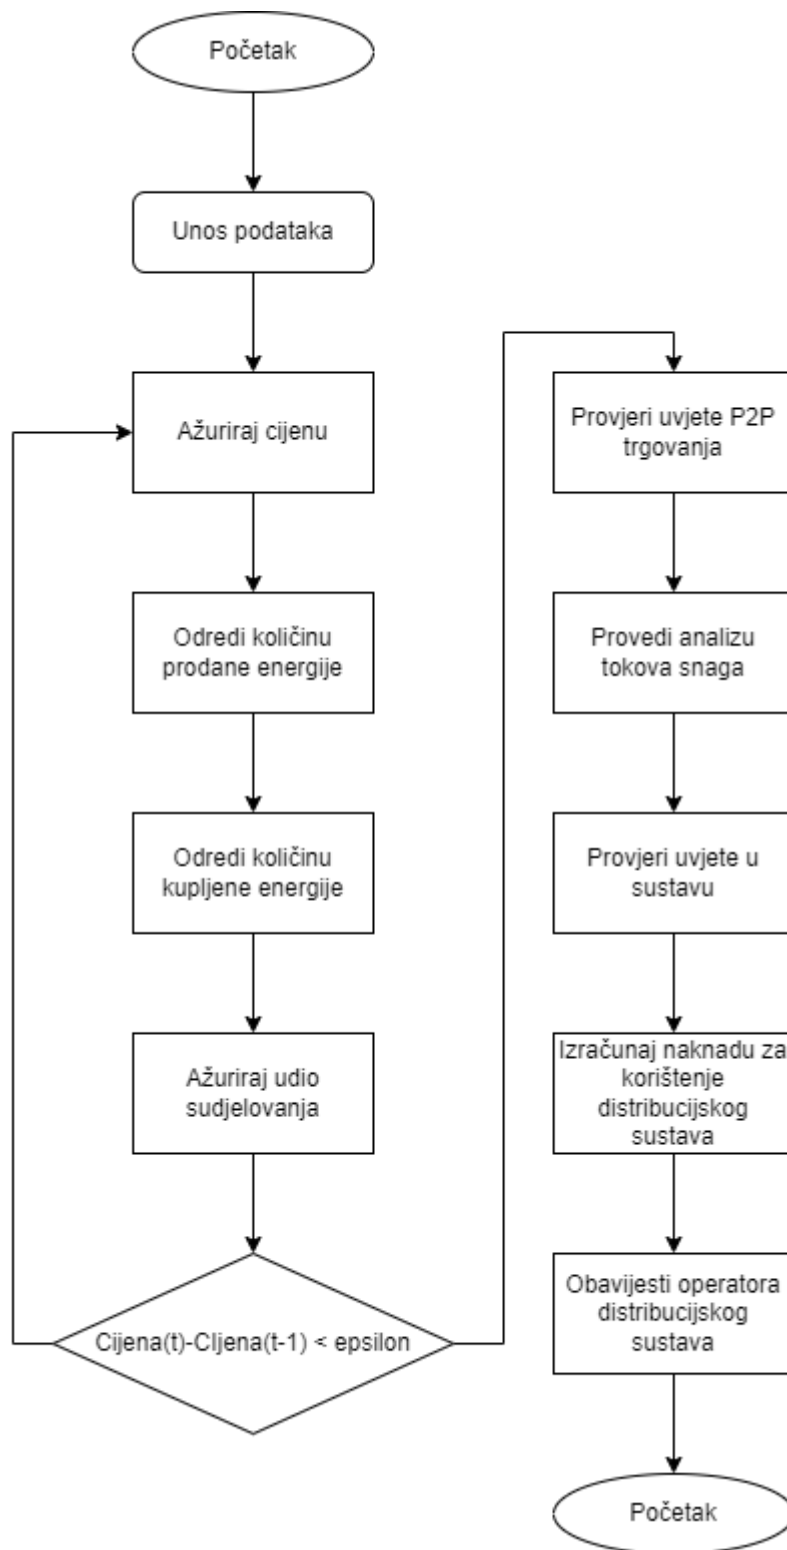 Početak
Unos podataka
Ažuriraj cijenu
Odredi količinu
prodane energije
Odredi količinu
kupljene energije
Ažuriraj udio
sudjelovanja
Cijena(t)-CIjena(t-1) < epsilon
Provjeri uvjete P2P
trgovanja
Provedi analizu
tokova snaga
Provjeri uvjete u
sustavu
Izračunaj naknadu za
korištenje
distribucijskog
sustava
Obavijesti operatora
distribucijskog
sustava
Početak